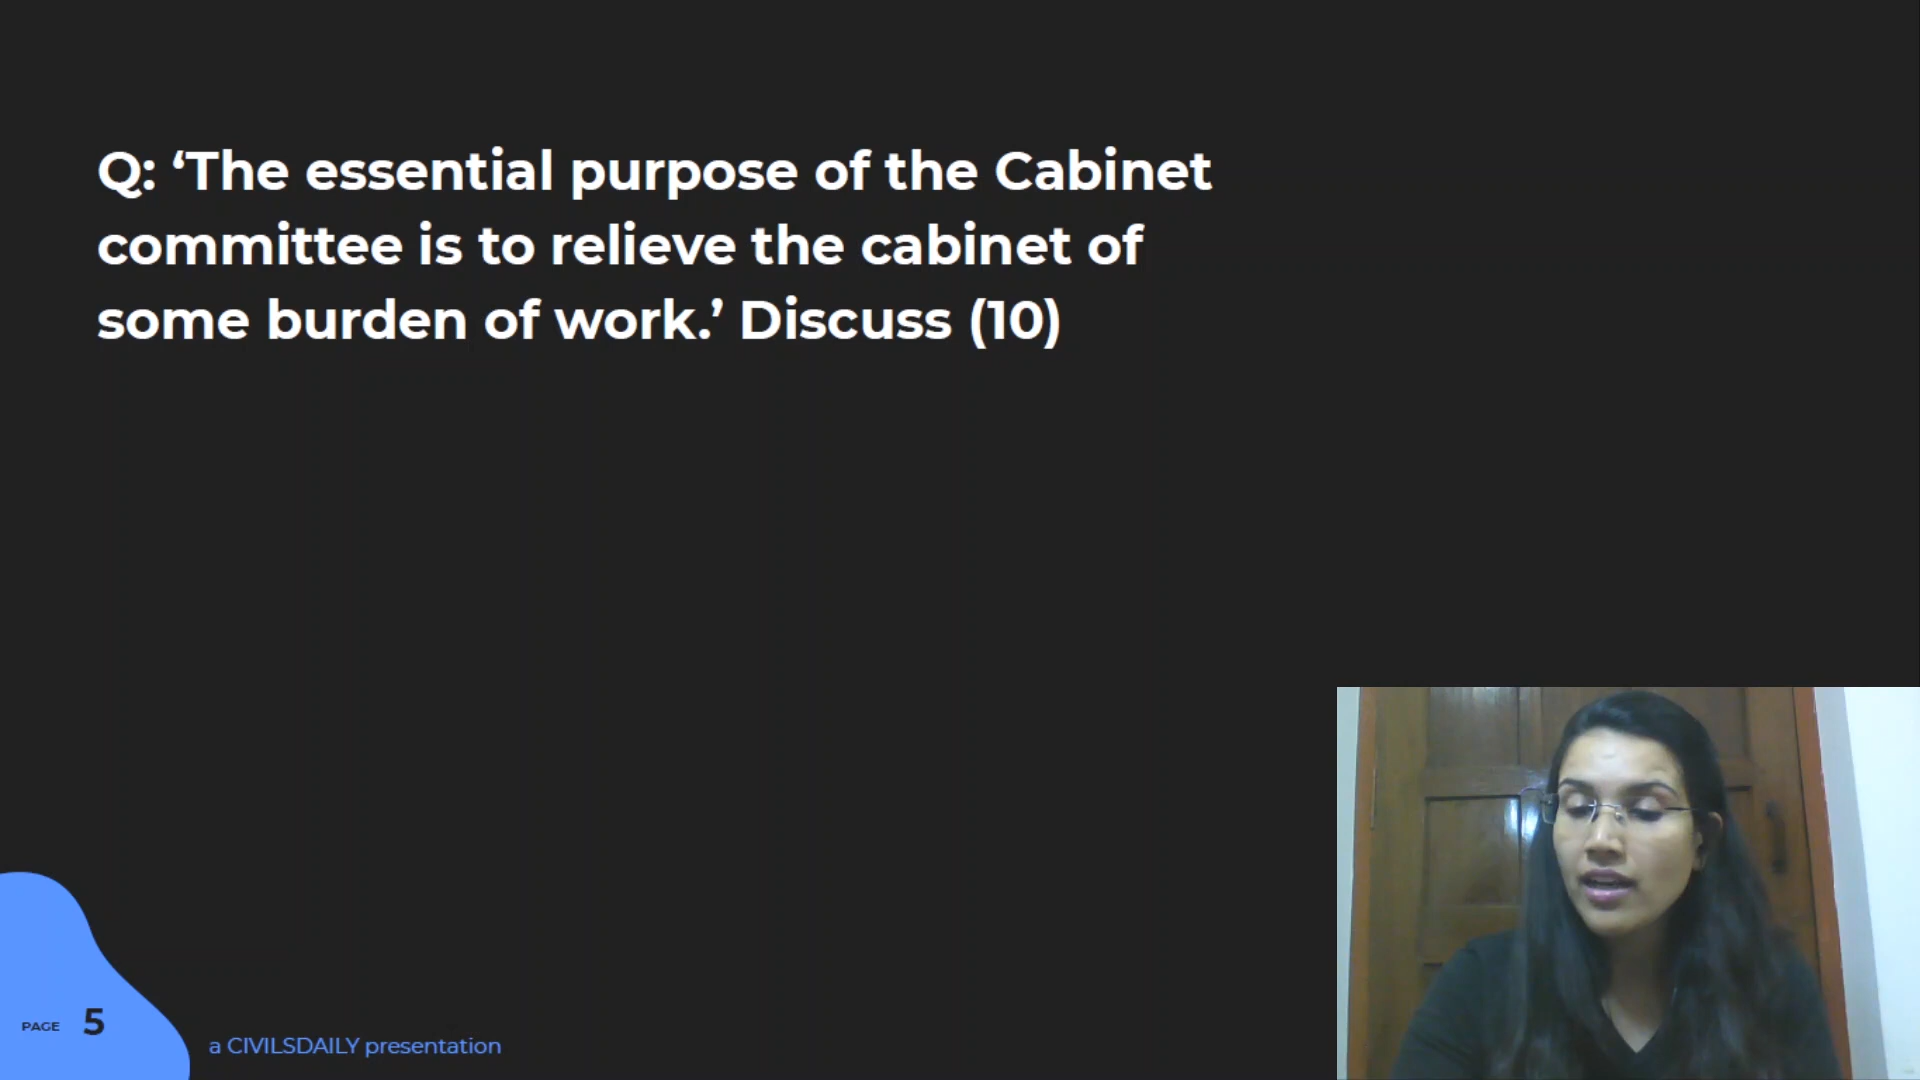 Q: ‘The essential purpose of the Cabinet
committee is to relieve the cabinet of
some burden of work.’ Discuss (10)
PAGE 5
a CIVILSDAILY presentation